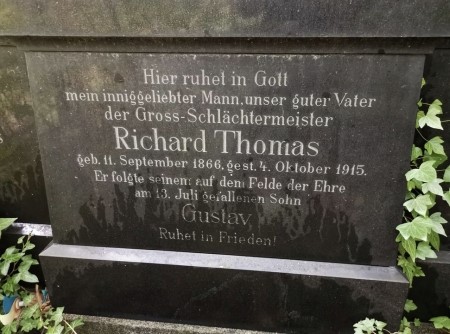 Hier ruhet in Gott
mein inniggeliebter Mann, unser guter Vater
der Gross-Schlächtermeister
Richard Thomas
geb. 11. September 1866, gest. 4. Oktober 1915.
Er folgte seinem auf dem Felde der Ehre
am 13. Juli gefallenen Sohn
Gustav
Ruhet in Frieden!